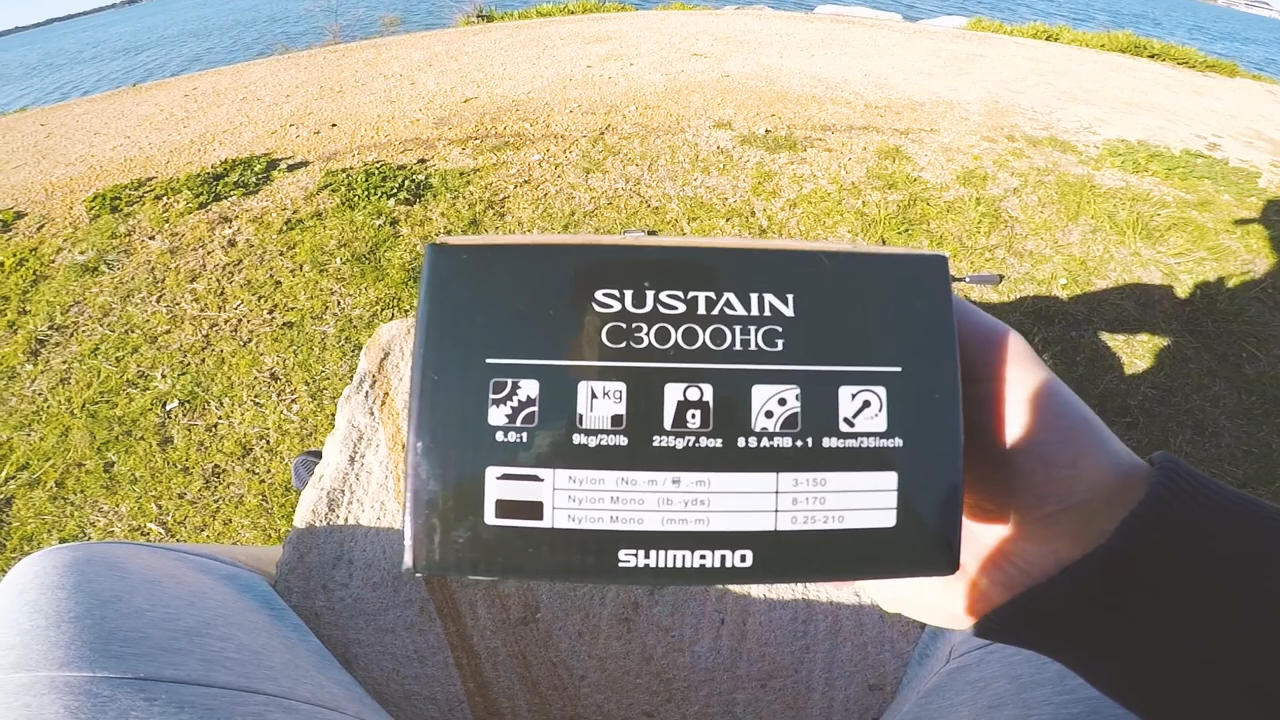 SUSTAIN
C3000HG
kg
g
6.0:1 9kg/20lb 225g/7.9oz 8 S A-RB + 1 88cm/35inch
Nylon (No.-m / 号.-m) 3-150
Nylon Mono (lb.-yds) 8-170
Nylon Mono (mm-m) 0.25-210
SHIMANO